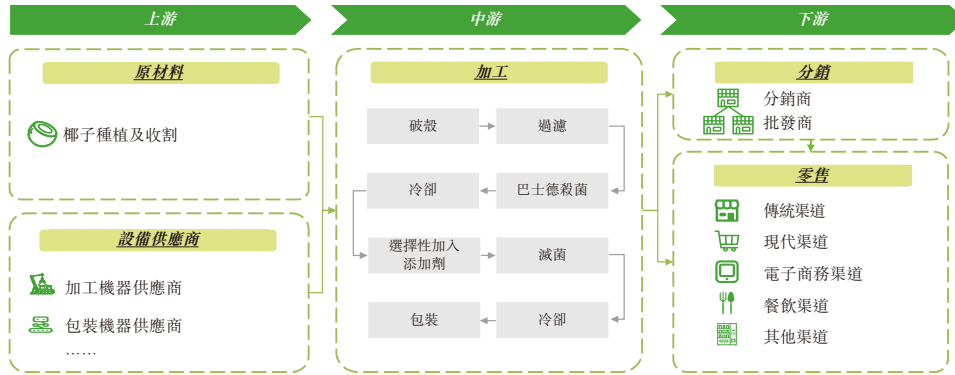 上游
中游
下游
原材料
椰子種植及收割
設備供應商
加工機器供應商
包裝機器供應商
……
加工
破殼
過濾
巴士德殺菌
冷卻
選擇性加入
添加劑
滅菌
冷卻
包裝
分銷
分銷商
批發商
零售
傳統渠道
現代渠道
電子商務渠道
餐飲渠道
其他渠道